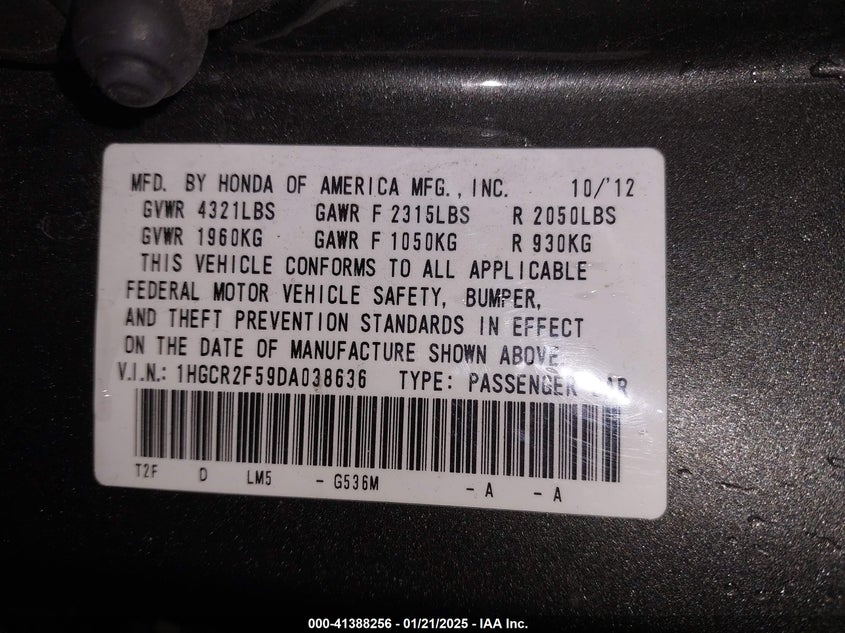 MFD. BY HONDA OF AMERICA MFG., INC. 10/'12
GVWR 4321LBS GAWR F 2315LBS R 2050LBS
GVWR 1960KG GAWR F 1050KG R 930KG
THIS VEHICLE CONFORMS TO ALL APPLICABLE
FEDERAL MOTOR VEHICLE SAFETY, BUMPER,
AND THEFT PREVENTION STANDARDS IN EFFECT
ON THE DATE OF MANUFACTURE SHOWN ABOVE.
V.I.N.: 1HGCR2F59DA038636 TYPE: PASSENGER CAR
T2F D LM5 - G536M - A - A
000-41388256 - 01/21/2025 - IAA Inc.